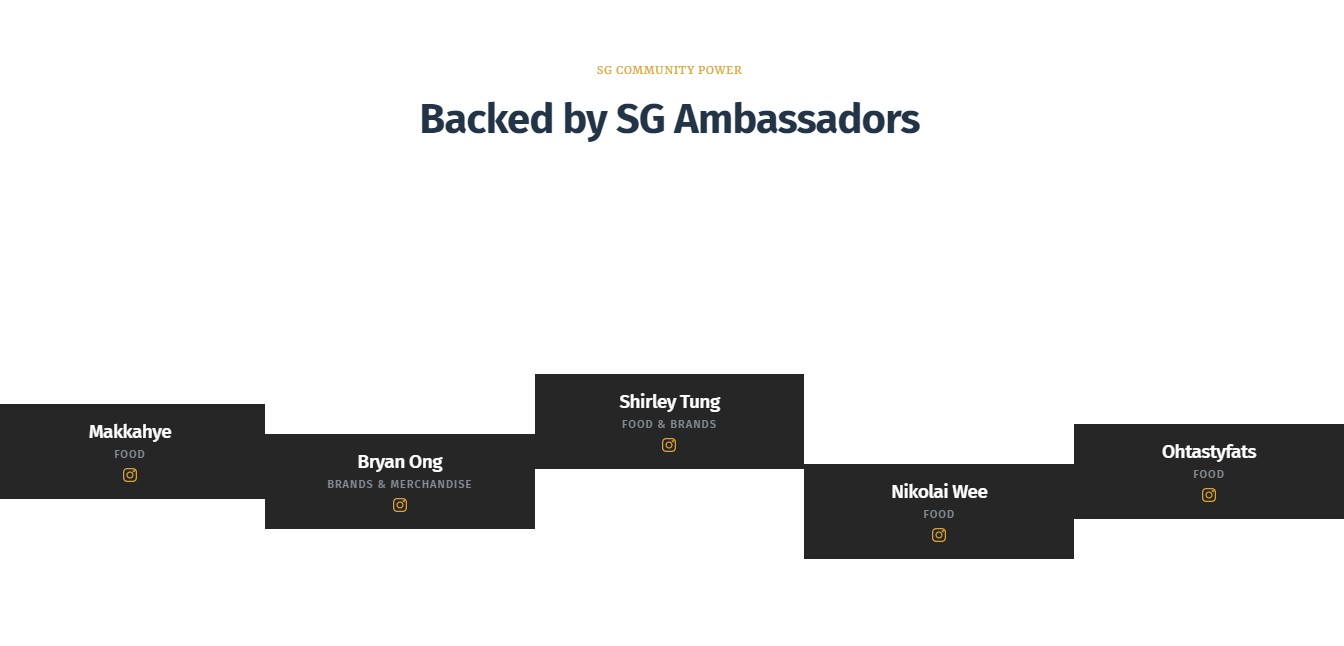 SG COMMUNITY POWER
Backed by SG Ambassadors
Makkahye
FOOD
Bryan Ong
BRANDS & MERCHANDISE
Shirley Tung
FOOD & BRANDS
Nikolai Wee
FOOD
Ohtastyfats
FOOD